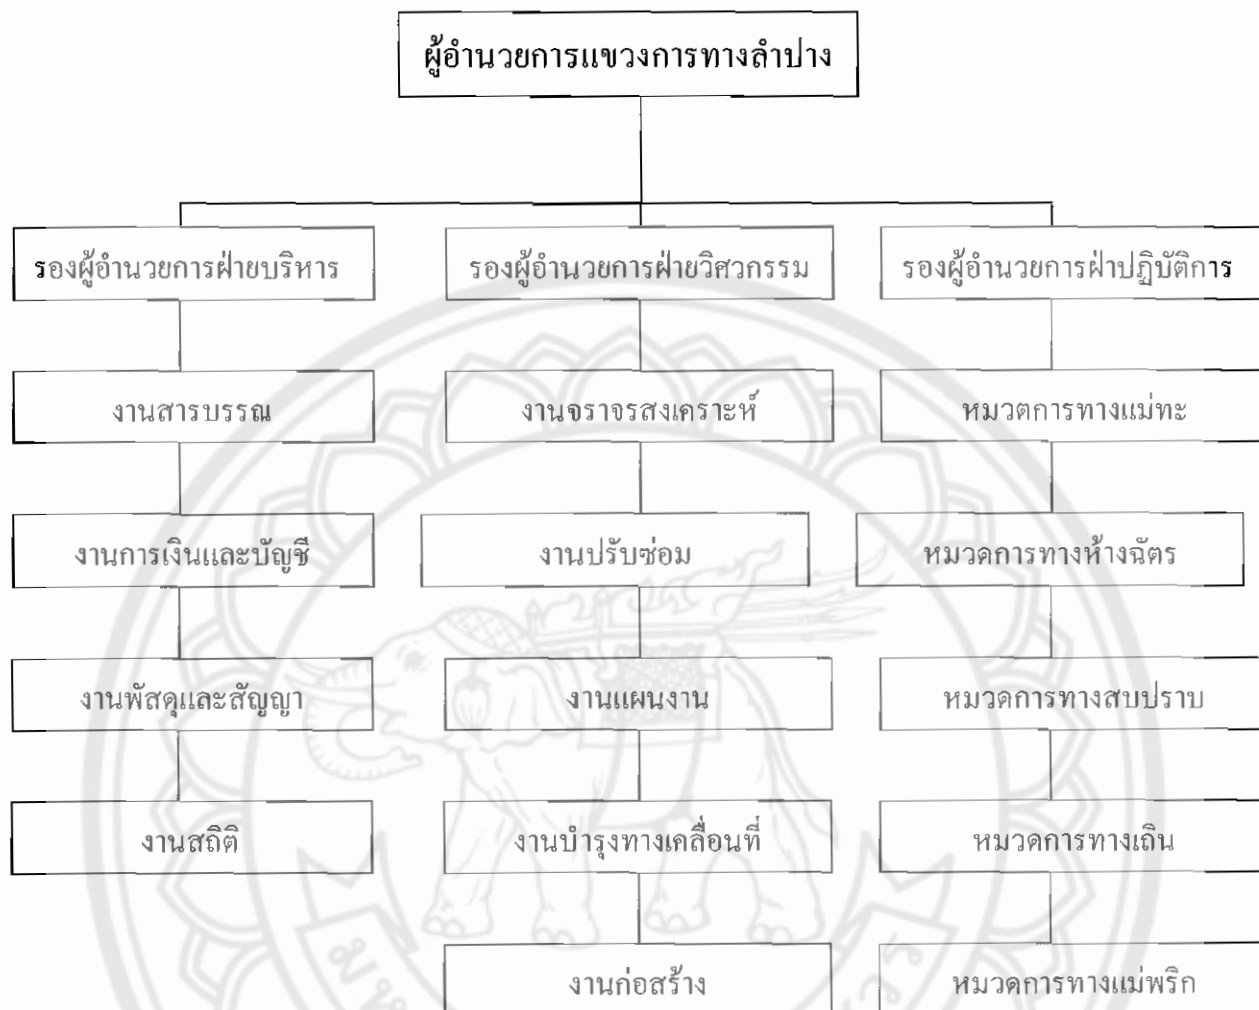 ผู้อำนวยการแขวงการทางลำปาง
รองผู้อำนวยการฝ่ายบริหาร
รองผู้อำนวยการฝ่ายวิศวกรรม
รองผู้อำนวยการฝ่าปฏิบัติการ
งานสารบรรณ
งานจราจรสงเคราะห์
หมวตการทางแม่ทะ
งานการเงินและบัญชี
งานปรับซ่อม
หมวดการทางห้างฉัตร
งานพัสดุและสัญญา
งานแผนงาน
หมวดการทางสบปราบ
งานสถิติ
งานบำรุงทางเคลื่อนที่
หมวดการทางเถิน
งานก่อสร้าง
หมวดการทางแม่พริก